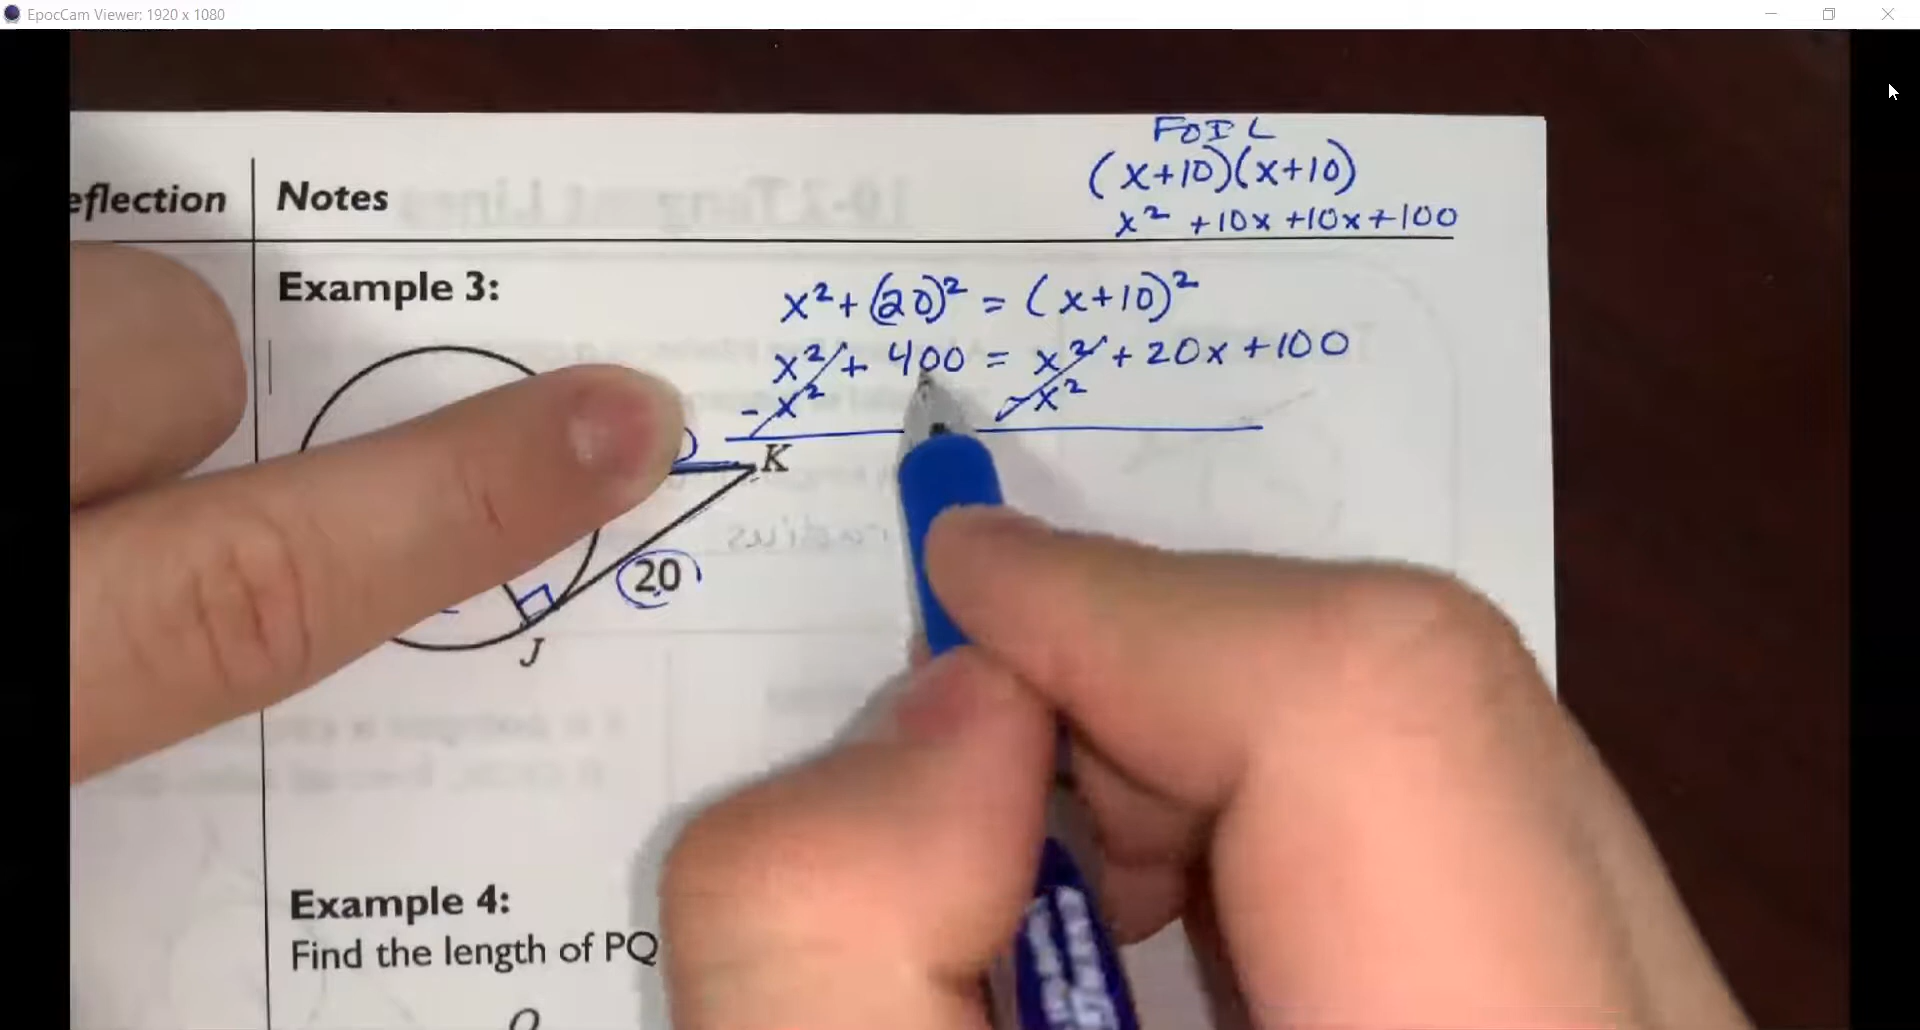 EpocCam Viewer: 1920 x 1080
FOIL
(x+10)(x+10)
x² +10x +10x +100
eflection
Notes
Example 3:
x² + (20)² = (x+10)²
x² + 400 = x² + 20x + 100
- x² - x²
K
20
J
Example 4:
Find the length of PQ
Q